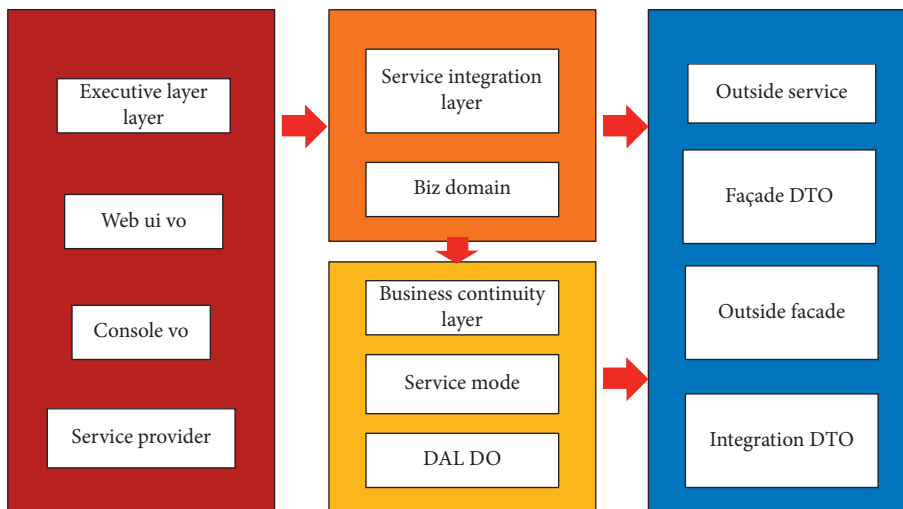 Executive layer
layer
Web ui vo
Console vo
Service provider
Service integration
layer
Biz domain
Business continuity
layer
Service mode
DAL DO
Outside service
Façade DTO
Outside facade
Integration DTO